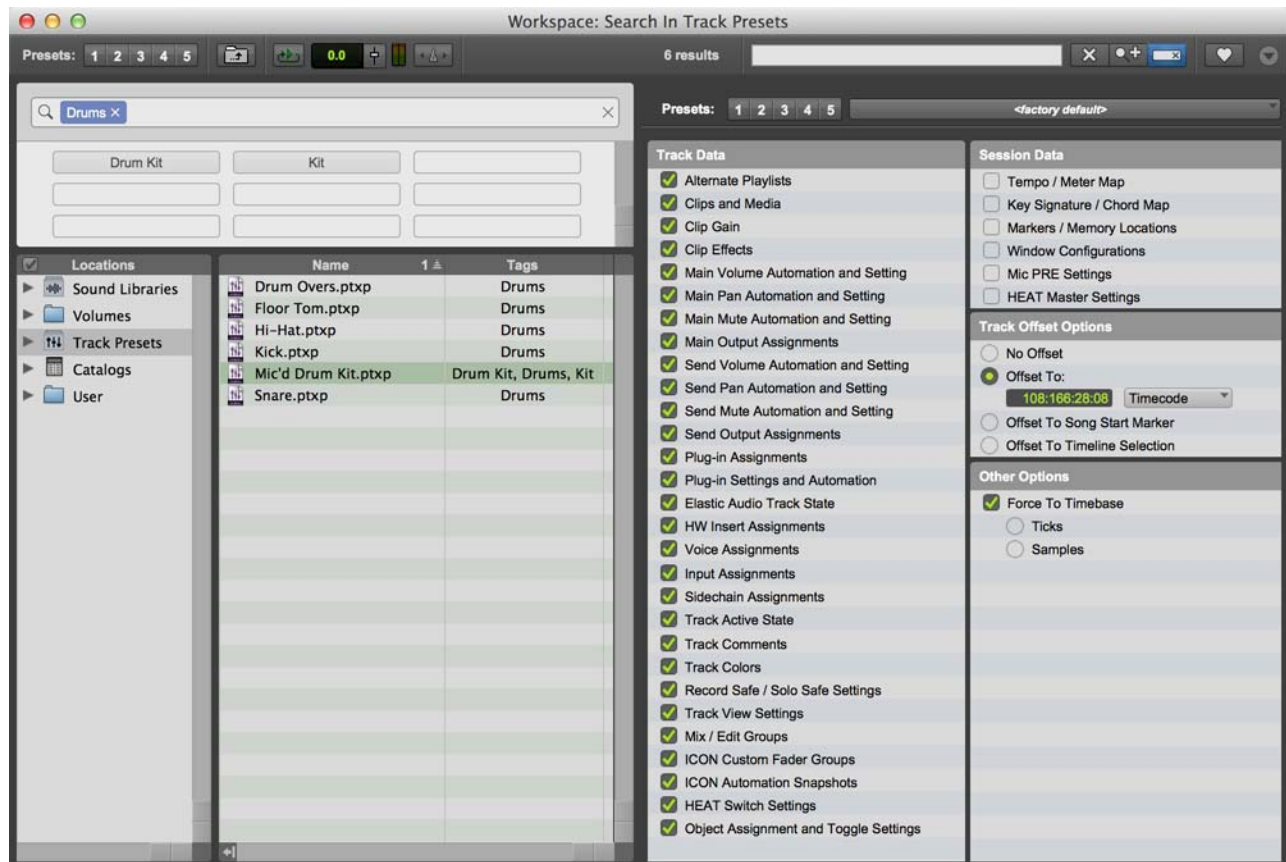 Workspace: Search In Track Presets
Presets: 1 2 3 4 5
0.0
6 results
Drums ×
Presets: 1 2 3 4 5
<factory default>
Drum Kit
Kit
Locations
Sound Libraries
Volumes
Track Presets
Catalogs
User
Name 1 Tags
Drum Overs.ptxp Drums
Floor Tom.ptxp Drums
Hi-Hat.ptxp Drums
Kick.ptxp Drums
Mic'd Drum Kit.ptxp Drum Kit, Drums, Kit
Snare.ptxp Drums
Track Data
Alternate Playlists
Clips and Media
Clip Gain
Clip Effects
Main Volume Automation and Setting
Main Pan Automation and Setting
Main Mute Automation and Setting
Main Output Assignments
Send Volume Automation and Setting
Send Pan Automation and Setting
Send Mute Automation and Setting
Send Output Assignments
Plug-in Assignments
Plug-in Settings and Automation
Elastic Audio Track State
HW Insert Assignments
Voice Assignments
Input Assignments
Sidechain Assignments
Track Active State
Track Comments
Track Colors
Record Safe / Solo Safe Settings
Track View Settings
Mix / Edit Groups
ICON Custom Fader Groups
ICON Automation Snapshots
HEAT Switch Settings
Object Assignment and Toggle Settings
Session Data
Tempo / Meter Map
Key Signature / Chord Map
Markers / Memory Locations
Window Configurations
Mic PRE Settings
HEAT Master Settings
Track Offset Options
No Offset
Offset To:
108:166:28:08 Timecode
Offset To Song Start Marker
Offset To Timeline Selection
Other Options
Force To Timebase
Ticks
Samples